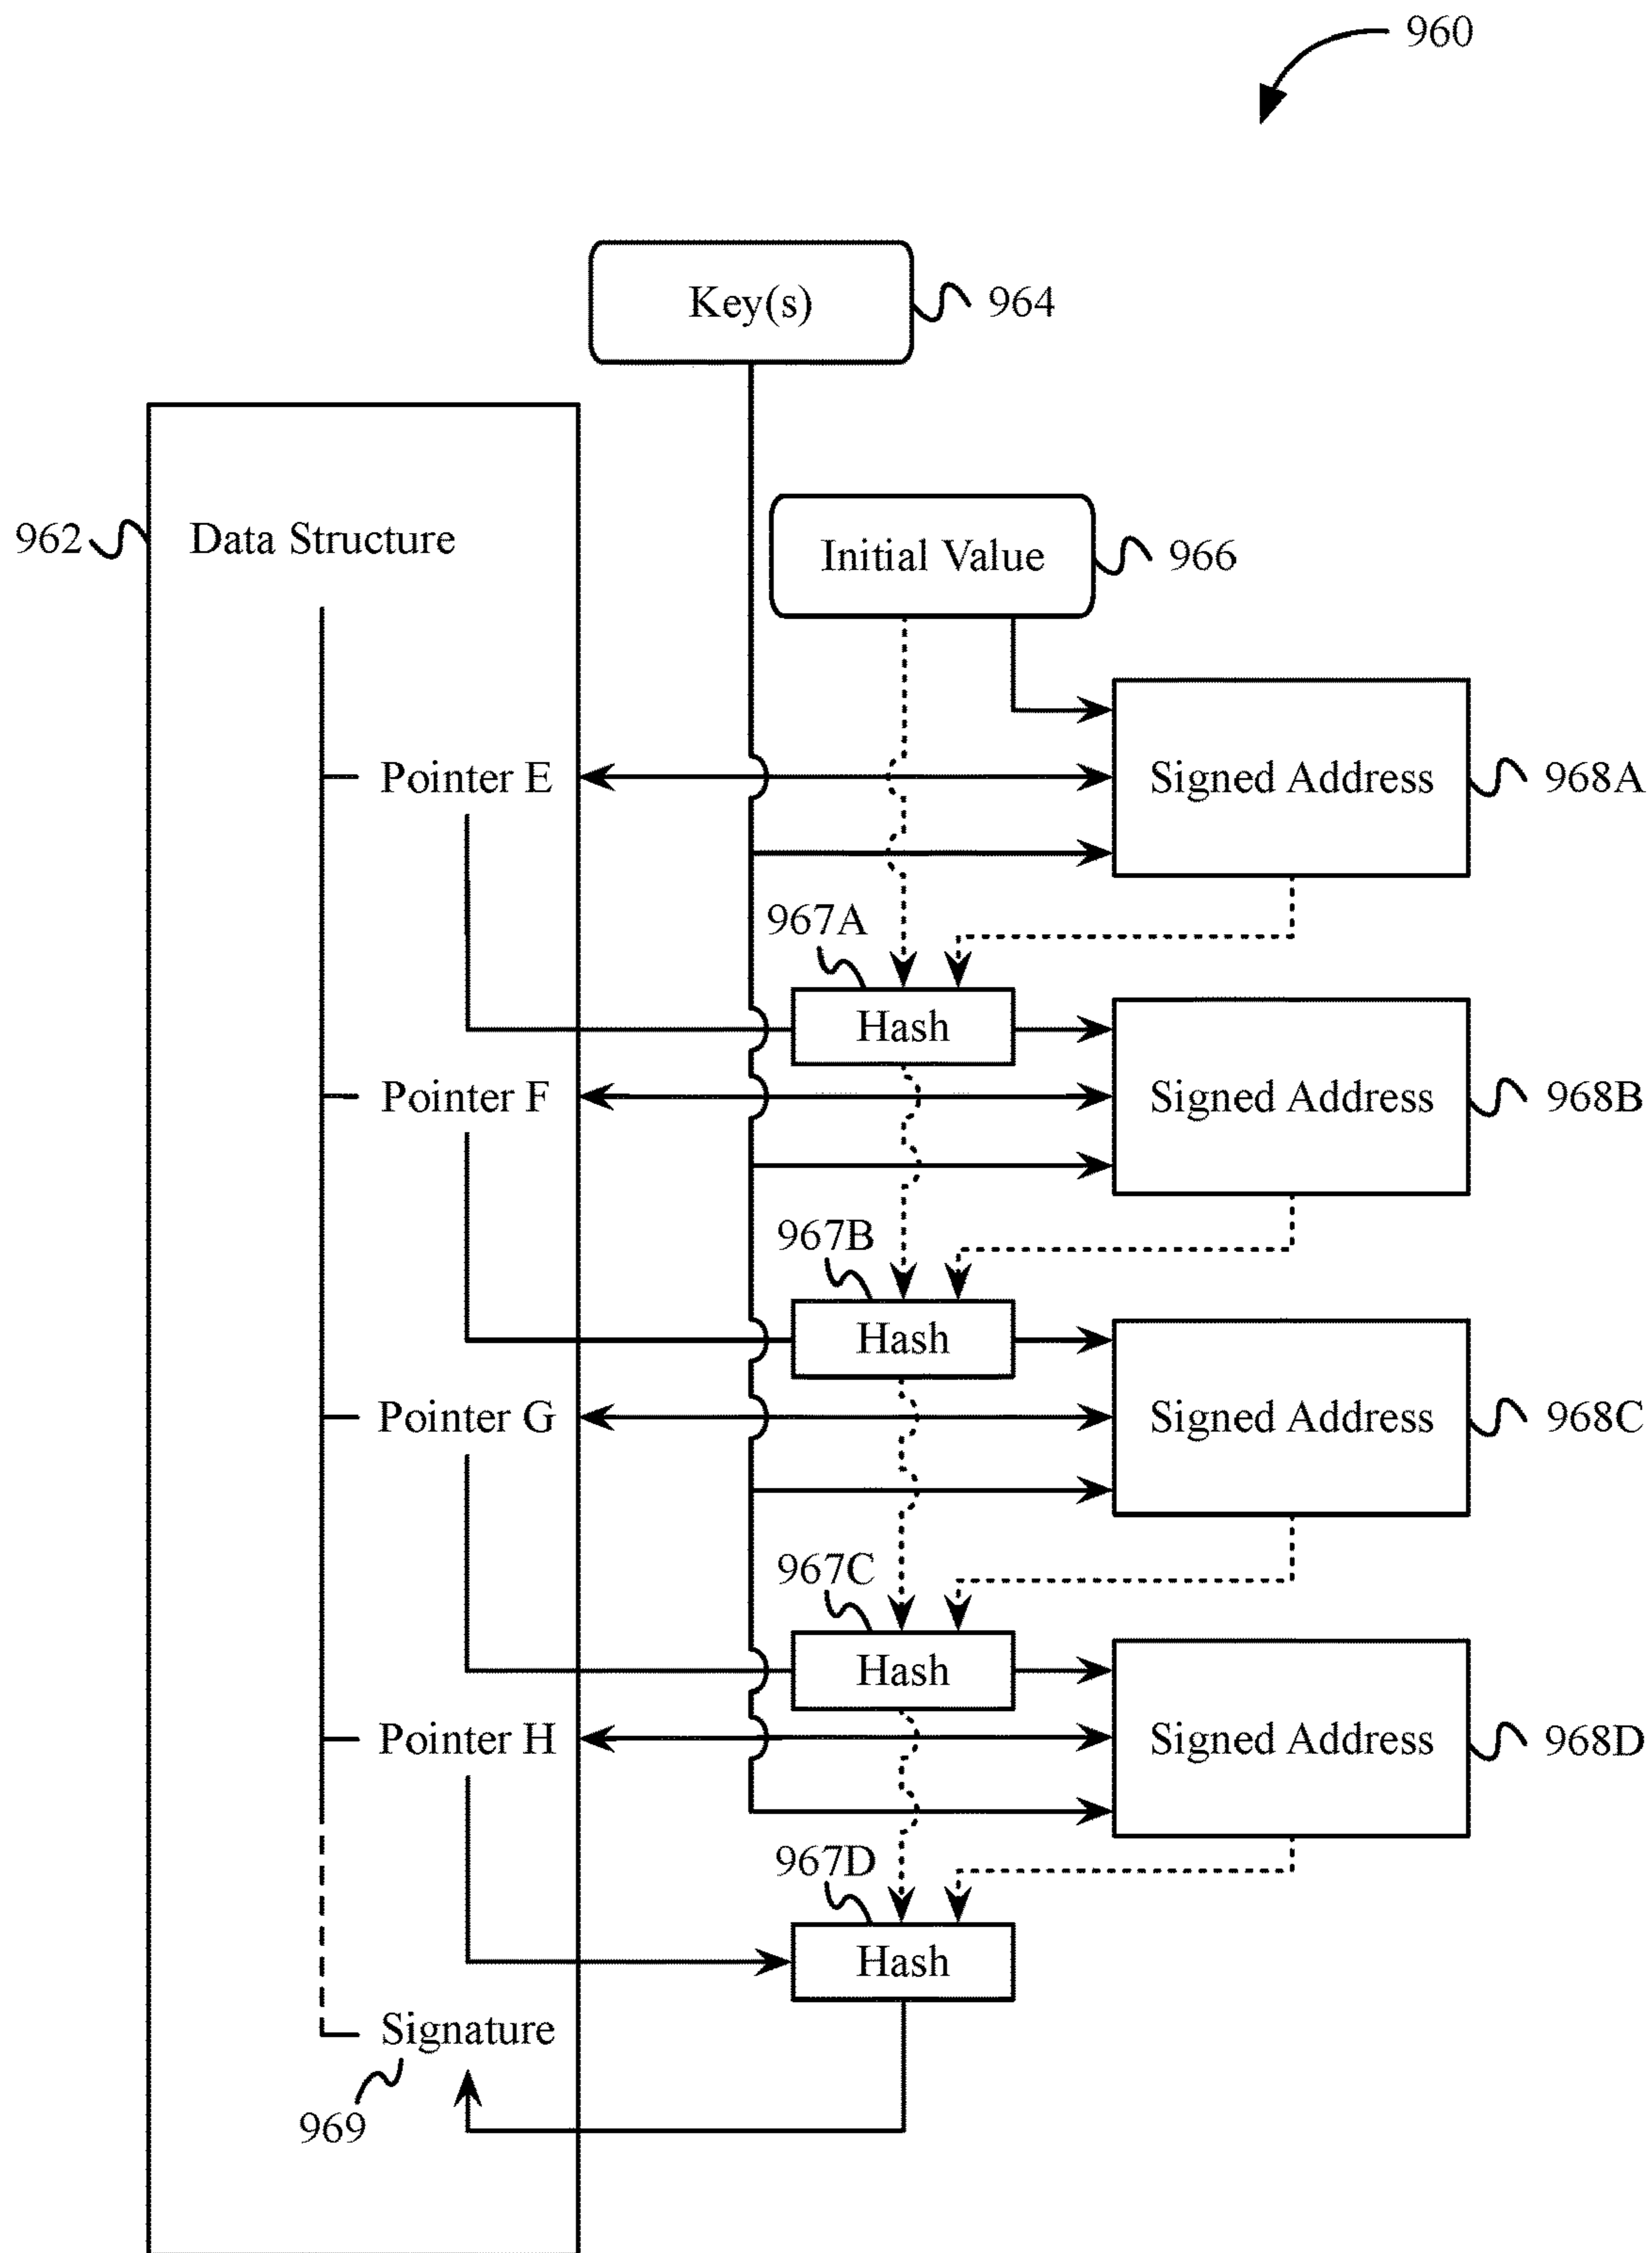 960
Key(s)
964
962
Data Structure
Initial Value
966
Pointer E
Signed Address
968A
967A
Hash
Pointer F
Signed Address
968B
967B
Hash
Pointer G
Signed Address
968C
967C
Hash
Pointer H
Signed Address
968D
967D
Hash
Signature
969